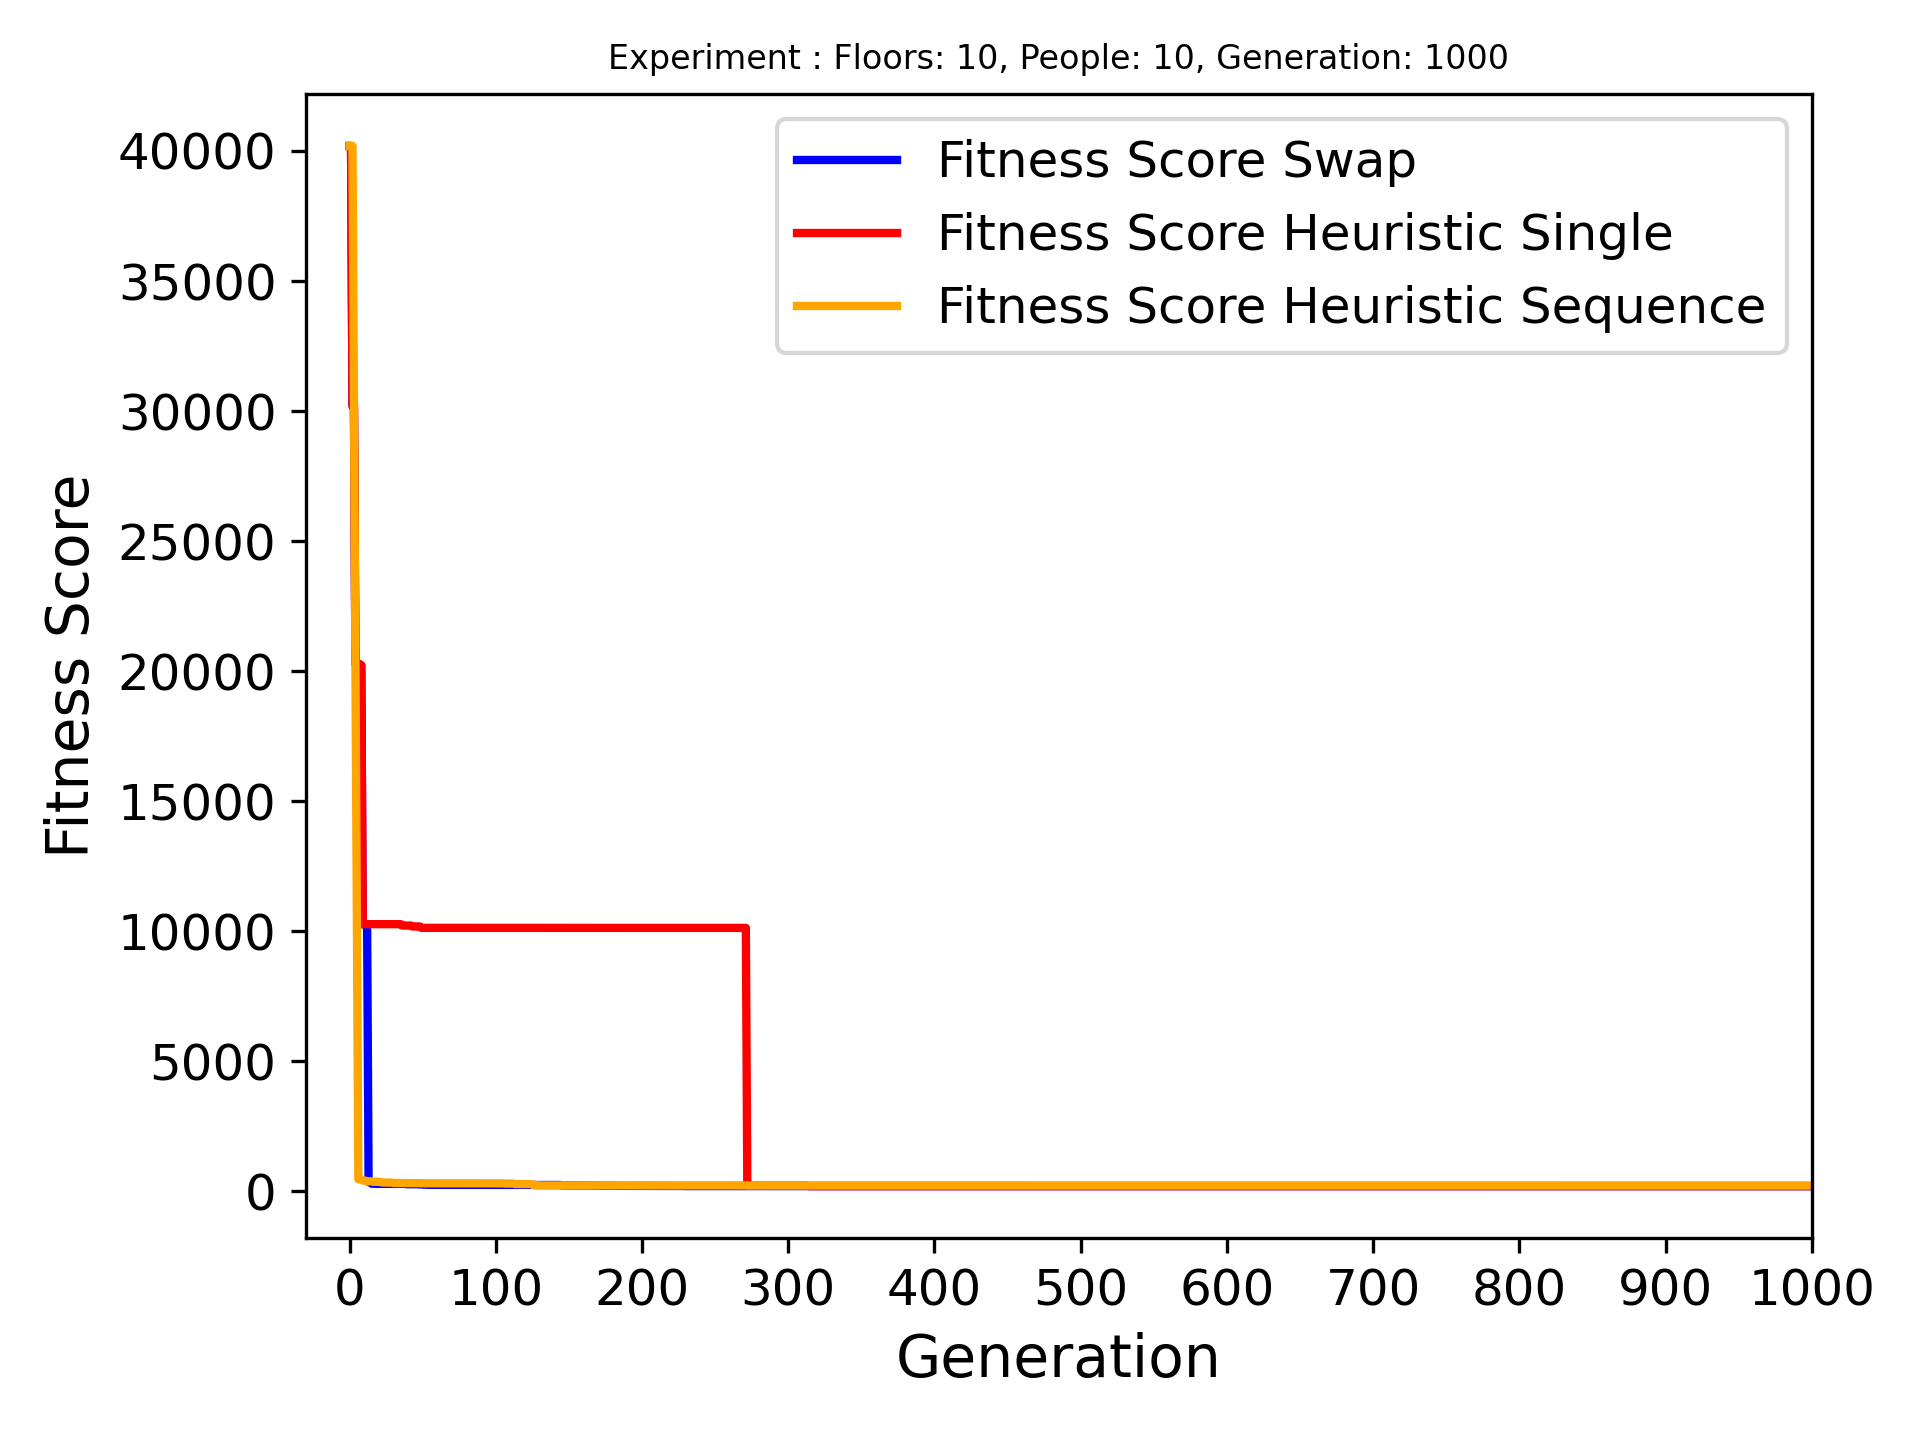 Experiment : Floors: 10, People: 10, Generation: 1000
Fitness Score Swap
Fitness Score Heuristic Single
Fitness Score Heuristic Sequence
40000
35000
30000
25000
20000
15000
10000
5000
0
Fitness Score
0 100 200 300 400 500 600 700 800 900 1000
Generation